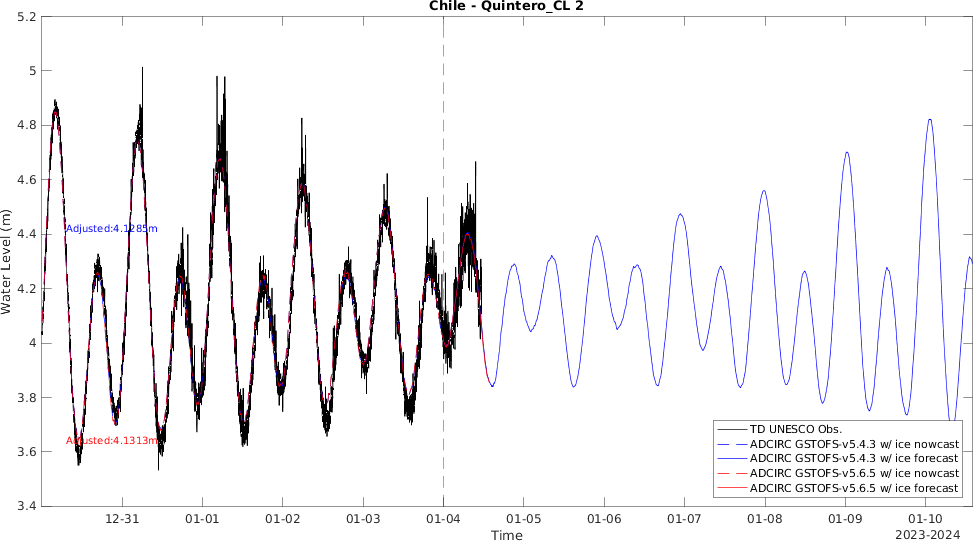 Chile - Quintero_CL 2
5.2
5
4.8
4.6
4.4
4.2
4
3.8
3.6
3.4
Water Level (m)
Adjusted:4.1285m
Adjusted:4.1313m
TD UNESCO Obs.
ADCIRC GSTOFS-v5.4.3 w/ ice nowcast
ADCIRC GSTOFS-v5.4.3 w/ ice forecast
ADCIRC GSTOFS-v5.6.5 w/ ice nowcast
ADCIRC GSTOFS-v5.6.5 w/ ice forecast
12-31 01-01 01-02 01-03 01-04 01-05 01-06 01-07 01-08 01-09 01-10
Time
2023-2024